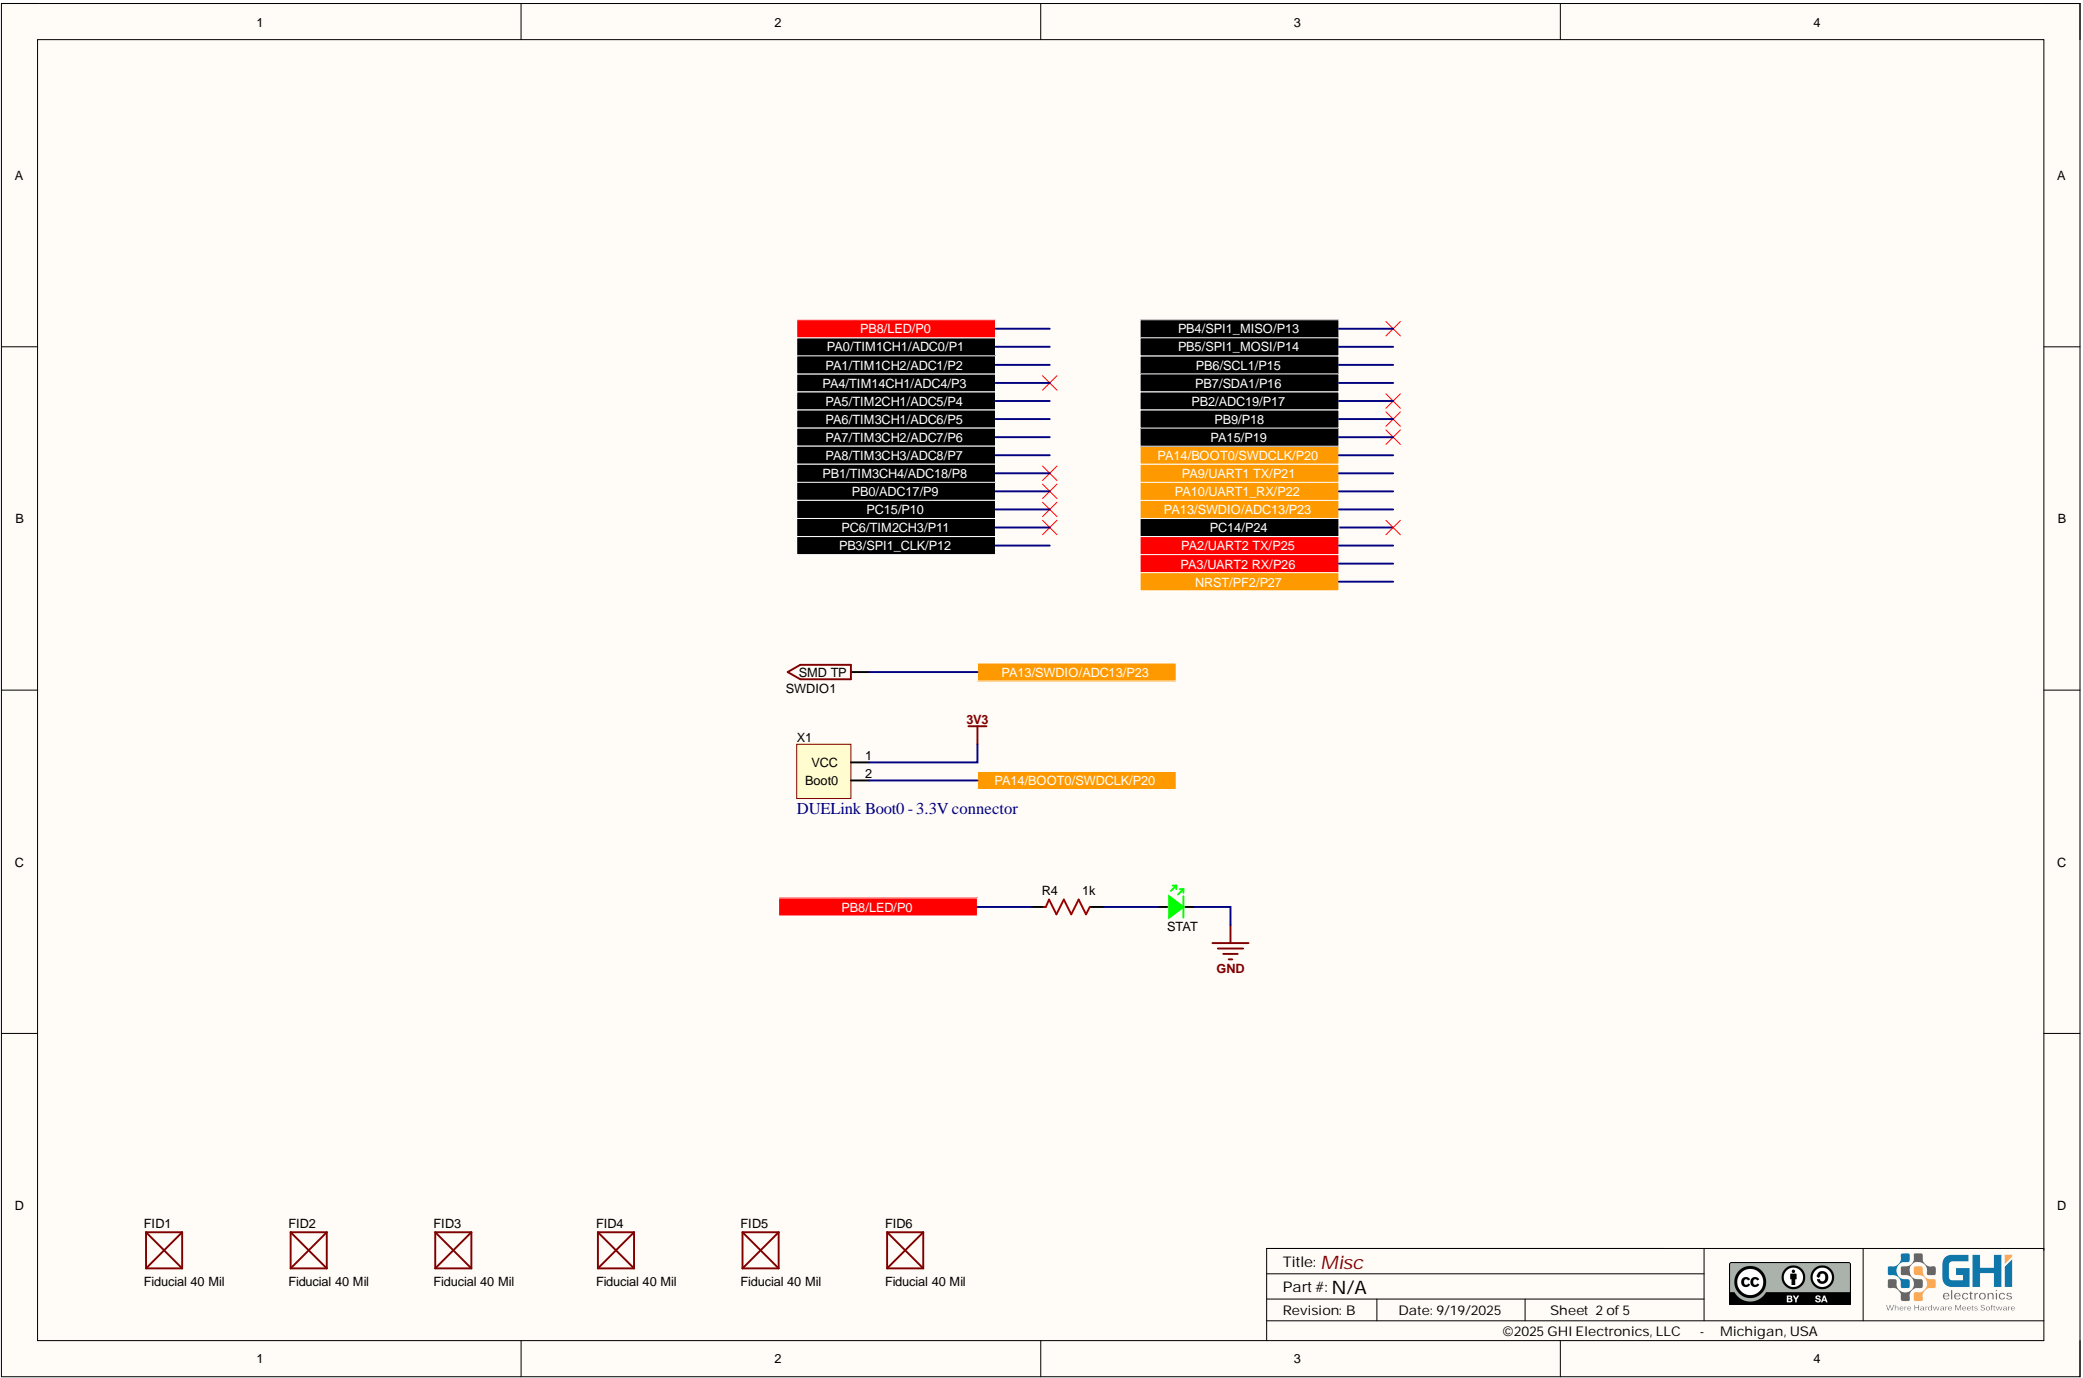 1 2 3 4
A A
PB8/LED/P0
PA0/TIM1CH1/ADC0/P1
PA1/TIM1CH2/ADC1/P2
PA4/TIM14CH1/ADC4/P3
PA5/TIM2CH1/ADC5/P4
PA6/TIM3CH1/ADC6/P5
PA7/TIM3CH2/ADC7/P6
PA8/TIM3CH3/ADC8/P7
PB1/TIM3CH4/ADC18/P8
PB0/ADC17/P9
PC15/P10
PC6/TIM2CH3/P11
PB3/SPI1_CLK/P12
PB4/SPI1_MISO/P13
PB5/SPI1_MOSI/P14
PB6/SCL1/P15
PB7/SDA1/P16
PB2/ADC19/P17
PB9/P18
PA15/P19
PA14/BOOT0/SWDCLK/P20
PA9/UART1 TX/P21
PA10/UART1_RX/P22
PA13/SWDIO/ADC13/P23
PC14/P24
PA2/UART2 TX/P25
PA3/UART2 RX/P26
NRST/PF2/P27
B B
SMD TP PA13/SWDIO/ADC13/P23
SWDIO1
3V3
X1
VCC 1
Boot0 2 PA14/BOOT0/SWDCLK/P20
DUELink Boot0 - 3.3V connector
C C
R4 1k
PB8/LED/P0
STAT
GND
D D
FID1 FID2 FID3 FID4 FID5 FID6
Fiducial 40 Mil Fiducial 40 Mil Fiducial 40 Mil Fiducial 40 Mil Fiducial 40 Mil Fiducial 40 Mil
Title: Misc
Part #: N/A
Revision: B Date: 9/19/2025 Sheet 2 of 5
©2025 GHI Electronics, LLC - Michigan, USA
cc
BY SA
GHI
electronics
Where Hardware Meets Software
1 2 3 4